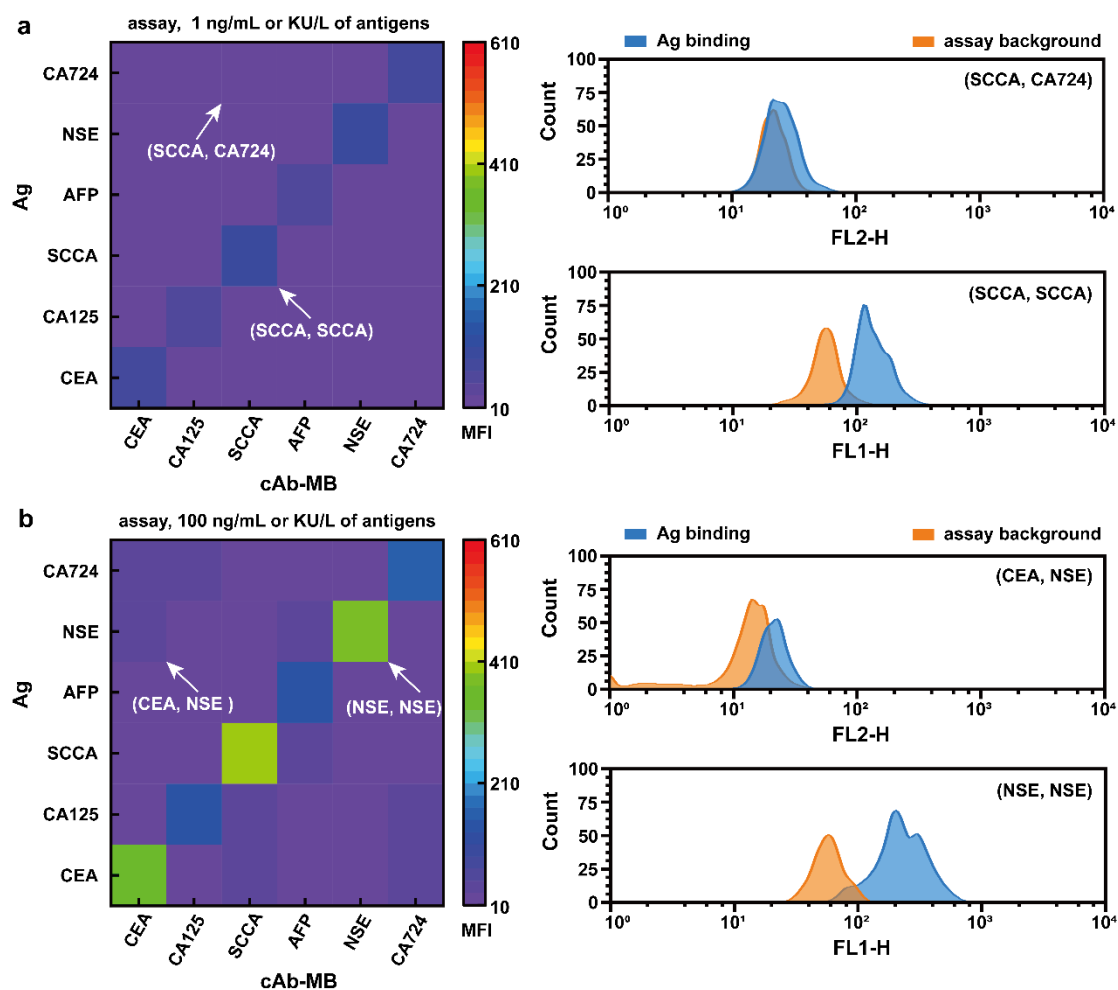 a
assay, 1 ng/mL or KU/L of antigens
CA724
NSE
AFP
SCCA
CA125
CEA
Ag
(SCCA, CA724)
(SCCA, SCCA)
CEA
CA125
SCCA
AFP
NSE
CA724
cAb-MB
610
410
210
10
MFI
Ag binding
assay background
(SCCA, CA724)
Count
100
75
50
25
0
10⁰
10¹
10²
10³
10⁴
FL2-H
(SCCA, SCCA)
Count
100
75
50
25
0
10⁰
10¹
10²
10³
10⁴
FL1-H
b
assay, 100 ng/mL or KU/L of antigens
CA724
NSE
AFP
SCCA
CA125
CEA
Ag
(CEA, NSE )
(NSE, NSE)
CEA
CA125
SCCA
AFP
NSE
CA724
cAb-MB
610
410
210
10
MFI
Ag binding
assay background
(CEA, NSE)
Count
100
75
50
25
0
10⁰
10¹
10²
10³
10⁴
FL2-H
(NSE, NSE)
Count
100
75
50
25
0
10⁰
10¹
10²
10³
10⁴
FL1-H